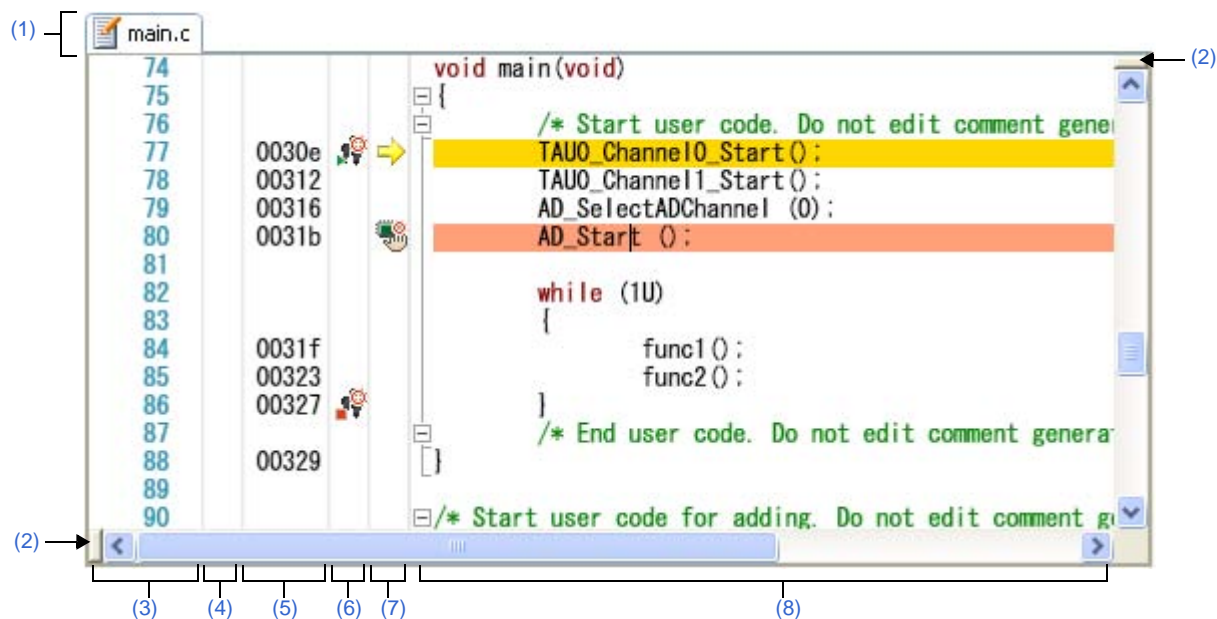 (1) main.c
74 void main(void) (2)
75 {
76 /* Start user code. Do not edit comment gene
77 0030e TAU0_Channel0_Start();
78 00312 TAU0_Channel1_Start();
79 00316 AD_SelectADChannel (0);
80 0031b AD_Start ();
81
82 while (1U)
83 {
84 0031f func1();
85 00323 func2();
86 00327 }
87 /* End user code. Do not edit comment genera
88 00329 }
89
90 /* Start user code for adding. Do not edit comment g
(2)
(3) (4) (5) (6) (7) (8)